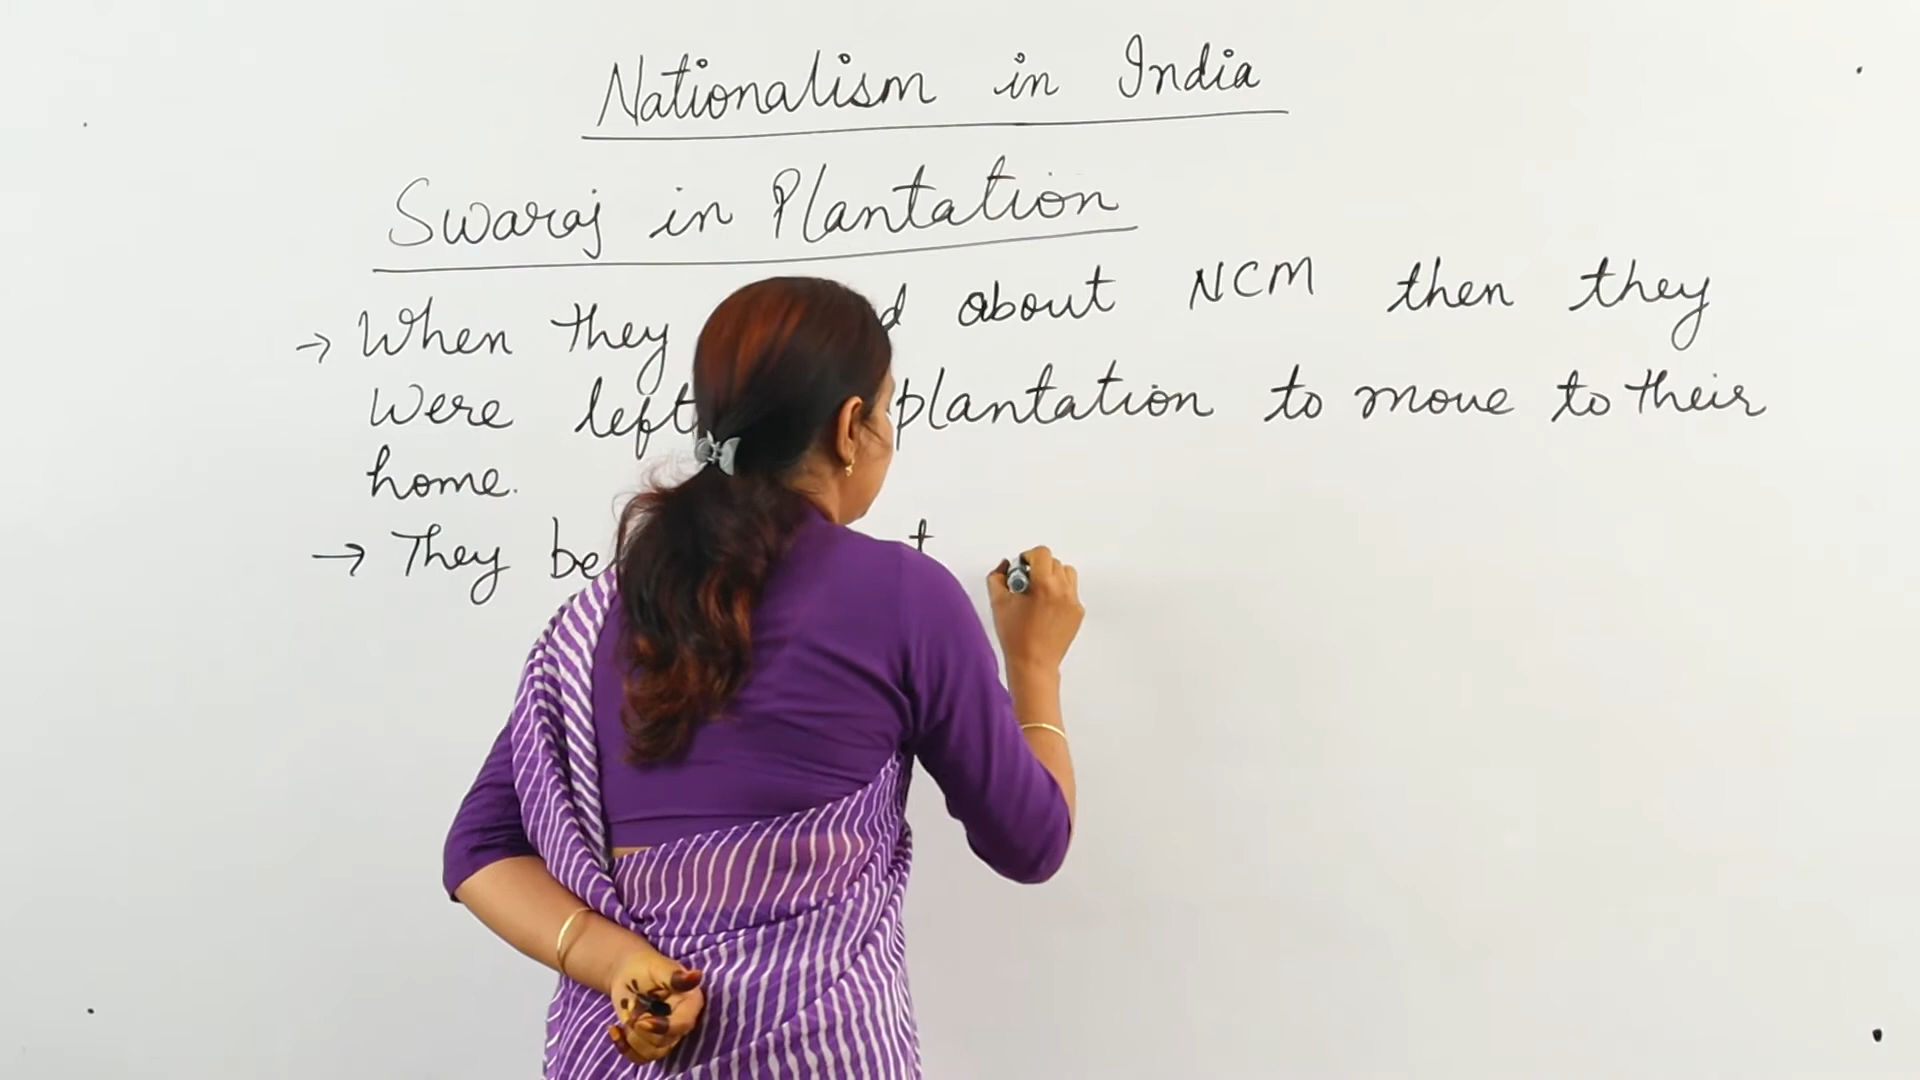 Nationalism in India
Swaraj in Plantation
→ When they about NCM then they
were left plantation to move to their
home.
→ They